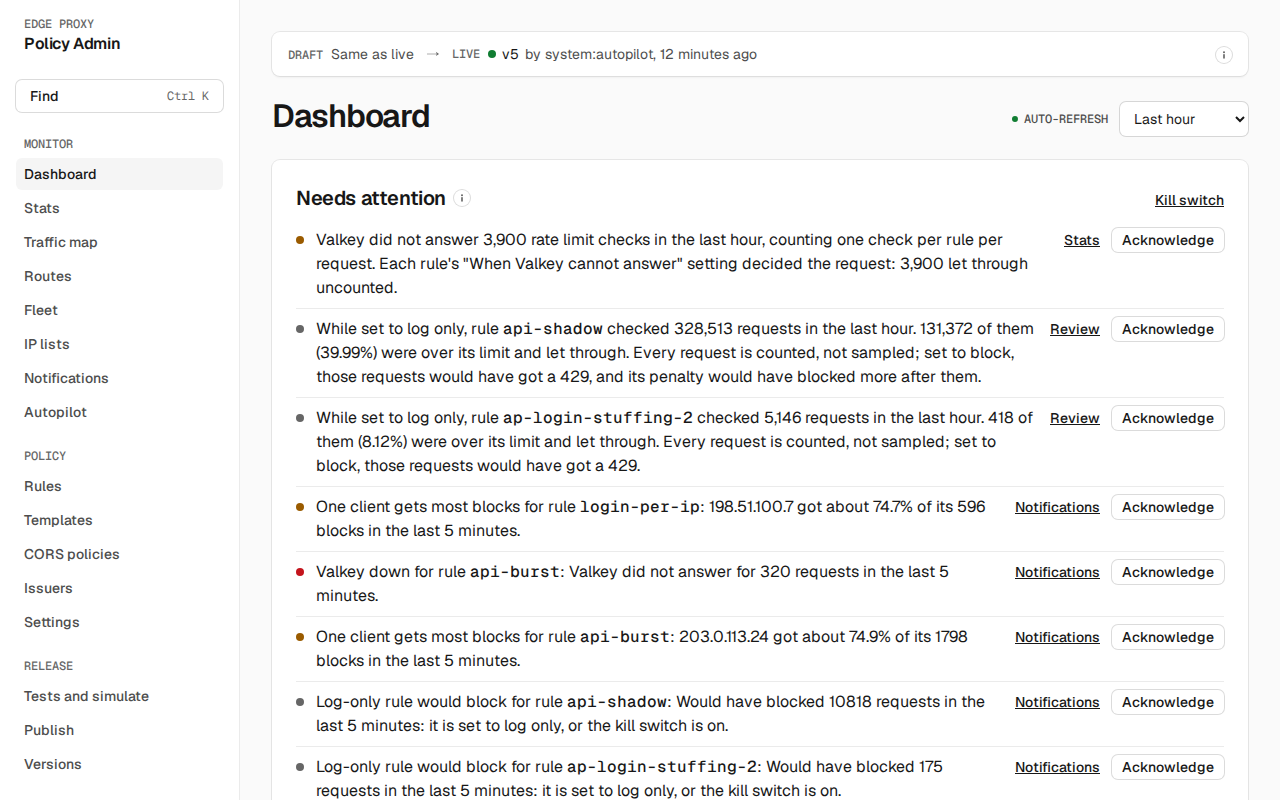 EDGE PROXY
Policy Admin
Find Ctrl K
MONITOR
Dashboard
Stats
Traffic map
Routes
Fleet
IP lists
Notifications
Autopilot
POLICY
Rules
Templates
CORS policies
Issuers
Settings
RELEASE
Tests and simulate
Publish
Versions
DRAFT Same as live → LIVE v5 by system:autopilot, 12 minutes ago
Dashboard
AUTO-REFRESH Last hour
Needs attention
Kill switch
Valkey did not answer 3,900 rate limit checks in the last hour, counting one check per rule per
request. Each rule's "When Valkey cannot answer" setting decided the request: 3,900 let through
uncounted.
Stats Acknowledge
While set to log only, rule api-shadow checked 328,513 requests in the last hour. 131,372 of them
(39.99%) were over its limit and let through. Every request is counted, not sampled; set to block,
those requests would have got a 429, and its penalty would have blocked more after them.
Review Acknowledge
While set to log only, rule ap-login-stuffing-2 checked 5,146 requests in the last hour. 418 of
them (8.12%) were over its limit and let through. Every request is counted, not sampled; set to
block, those requests would have got a 429.
Review Acknowledge
One client gets most blocks for rule login-per-ip: 198.51.100.7 got about 74.7% of its 596
blocks in the last 5 minutes.
Notifications Acknowledge
Valkey down for rule api-burst: Valkey did not answer for 320 requests in the last 5
minutes.
Notifications Acknowledge
One client gets most blocks for rule api-burst: 203.0.113.24 got about 74.9% of its 1798
blocks in the last 5 minutes.
Notifications Acknowledge
Log-only rule would block for rule api-shadow: Would have blocked 10818 requests in the
last 5 minutes: it is set to log only, or the kill switch is on.
Notifications Acknowledge
Log-only rule would block for rule ap-login-stuffing-2: Would have blocked 175
requests in the last 5 minutes: it is set to log only, or the kill switch is on.
Notifications Acknowledge